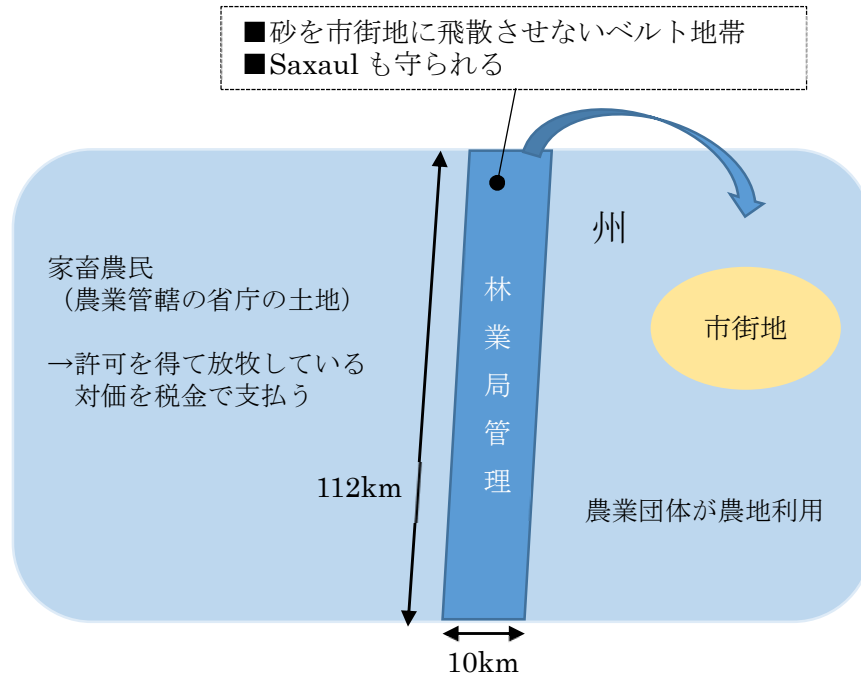 ■砂を市街地に飛散させないベルト地帯
■Saxaul も守られる
州
家畜農民
（農業管轄の省庁の土地）
→許可を得て放牧している
対価を税金で支払う
林業局管理
市街地
112km
農業団体が農地利用
10km